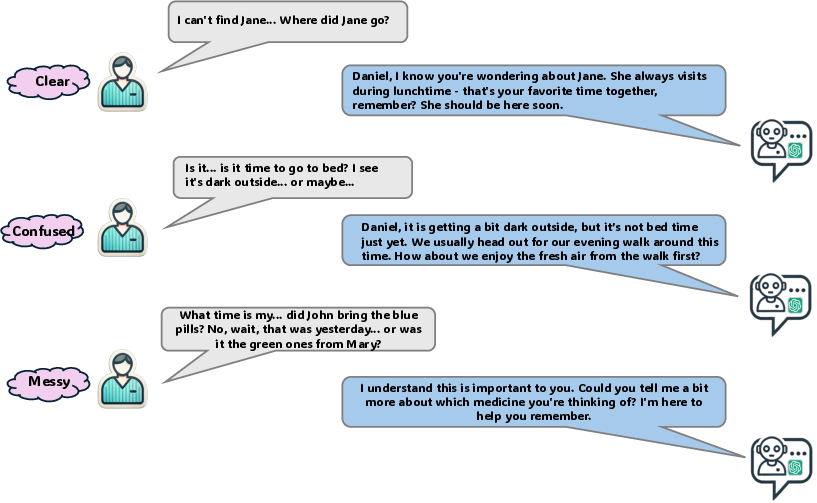 I can't find Jane... Where did Jane go?
Clear
Daniel, I know you're wondering about Jane. She always visits
during lunchtime - that's your favorite time together,
remember? She should be here soon.
Is it... is it time to go to bed? I see
it's dark outside... or maybe...
Confused
Daniel, it is getting a bit dark outside, but it's not bed time
just yet. We usually head out for our evening walk around this
time. How about we enjoy the fresh air from the walk first?
What time is my... did John bring the blue
pills? No, wait, that was yesterday... or was
it the green ones from Mary?
Messy
I understand this is important to you. Could you tell me a bit
more about which medicine you're thinking of? I'm here to
help you remember.